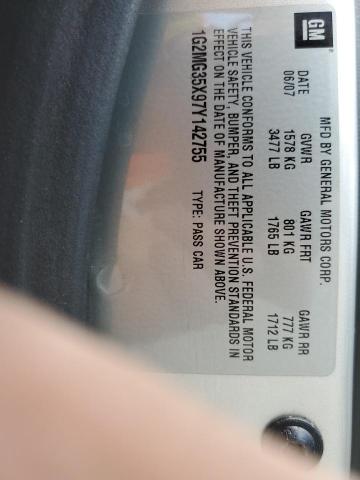 GM
MFD BY GENERAL MOTORS CORP.
DATE GVWR GAWR FRT GAWR RR
06/07 1578 KG 801 KG 777 KG
3477 LB 1765 LB 1712 LB
THIS VEHICLE CONFORMS TO ALL APPLICABLE U.S. FEDERAL MOTOR
VEHICLE SAFETY, BUMPER, AND THEFT PREVENTION STANDARDS IN
EFFECT ON THE DATE OF MANUFACTURE SHOWN ABOVE.
1G2MG35X97Y142755 TYPE: PASS CAR